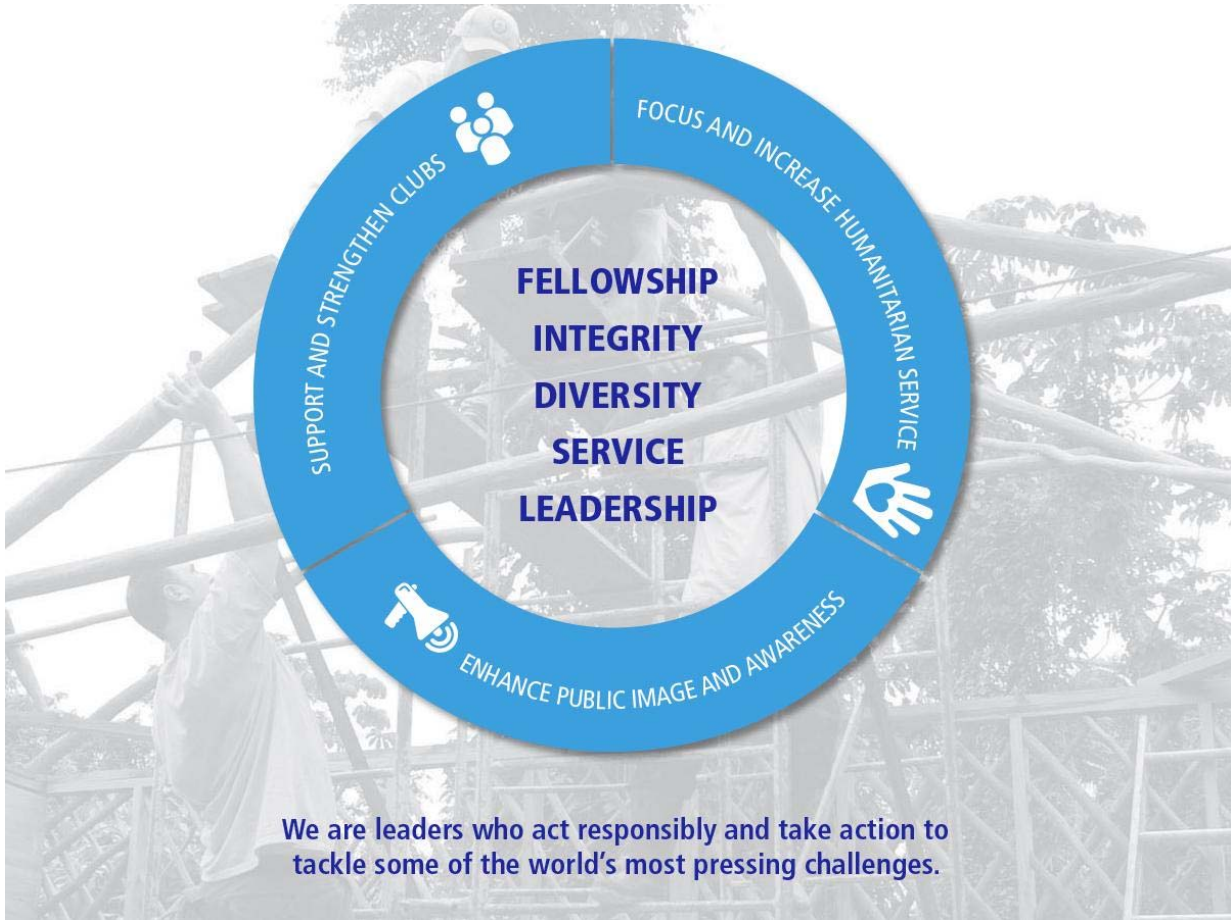 SUPPORT AND STRENGTHEN CLUBS
FOCUS AND INCREASE HUMANITARIAN SERVICE
FELLOWSHIP
INTEGRITY
DIVERSITY
SERVICE
LEADERSHIP
ENHANCE PUBLIC IMAGE AND AWARENESS
We are leaders who act responsibly and take action to
tackle some of the world’s most pressing challenges.